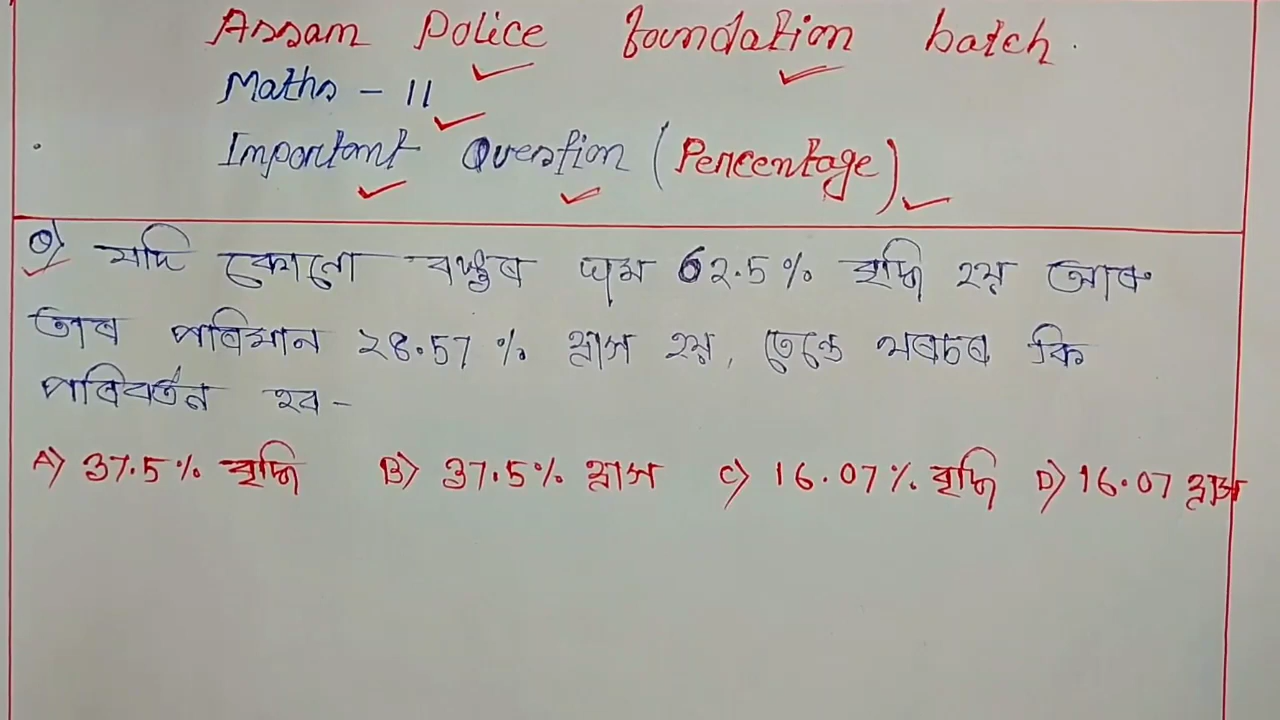 Assam Police foundation batch.
Maths - 11
Important Question (Percentage)
Q) যদি কোনো বস্তুৰ দাম 62.5% বৃদ্ধি হয় আৰু
তাৰ পৰিমান 28.57% হ্ৰাস হয়, তেন্তে খৰচৰ কি
পৰিবৰ্তন হব -
A) 37.5% বৃদ্ধি B) 37.5% হ্ৰাস C) 16.07% বৃদ্ধি D) 16.07 হ্ৰাস